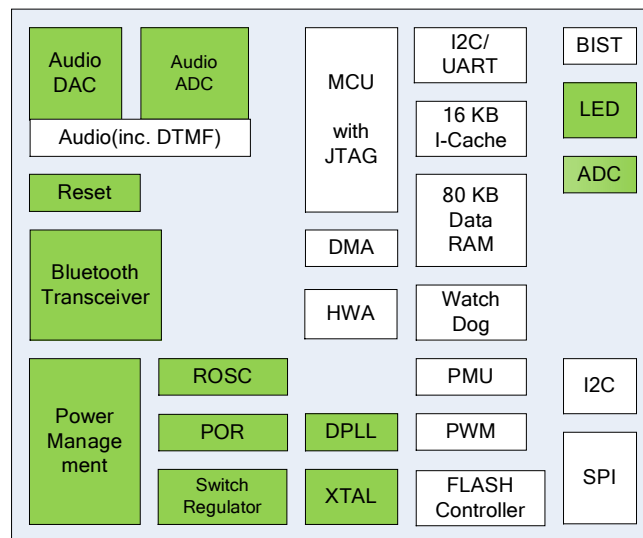 Audio
DAC
Audio
ADC
Audio(inc. DTMF)
Reset
Bluetooth
Transceiver
Power
Manage
ment
ROSC
POR
Switch
Regulator
MCU
with
JTAG
DMA
HWA
DPLL
XTAL
I2C/
UART
16 KB
I-Cache
80 KB
Data
RAM
Watch
Dog
PMU
PWM
FLASH
Controller
BIST
LED
ADC
I2C
SPI